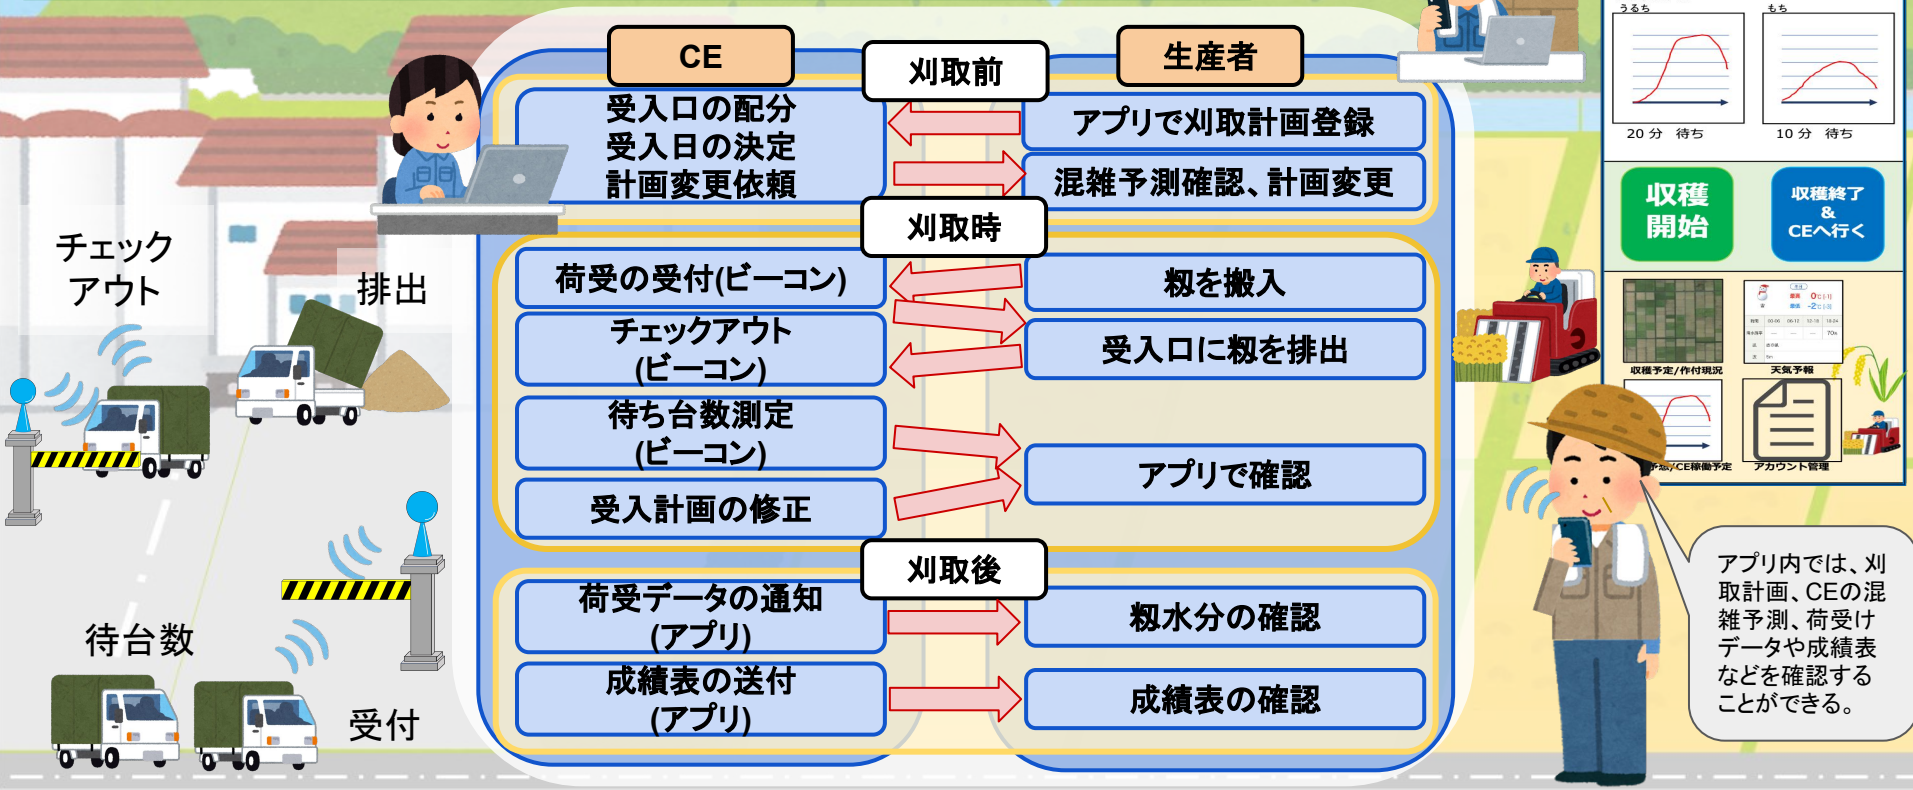 CE
生産者
刈取前
受入口の配分
受入日の決定
計画変更依頼
アプリで刈取計画登録
混雑予測確認、計画変更
刈取時
荷受の受付(ビーコン)
籾を搬入
チェックアウト
(ビーコン)
受入口に籾を排出
待ち台数測定
(ビーコン)
アプリで確認
受入計画の修正
刈取後
荷受データの通知
(アプリ)
籾水分の確認
成績表の送付
(アプリ)
成績表の確認
チェック
アウト
排出
待台数
受付
うるち
もち
20 分 待ち
10 分 待ち
収穫
開始
収穫終了
&
CEへ行く
収穫予定/作付現況
天気予報
/CE稼働予定
アカウント管理
アプリ内では、刈
取計画、CEの混
雑予測、荷受け
データや成績表
などを確認する
ことができる。